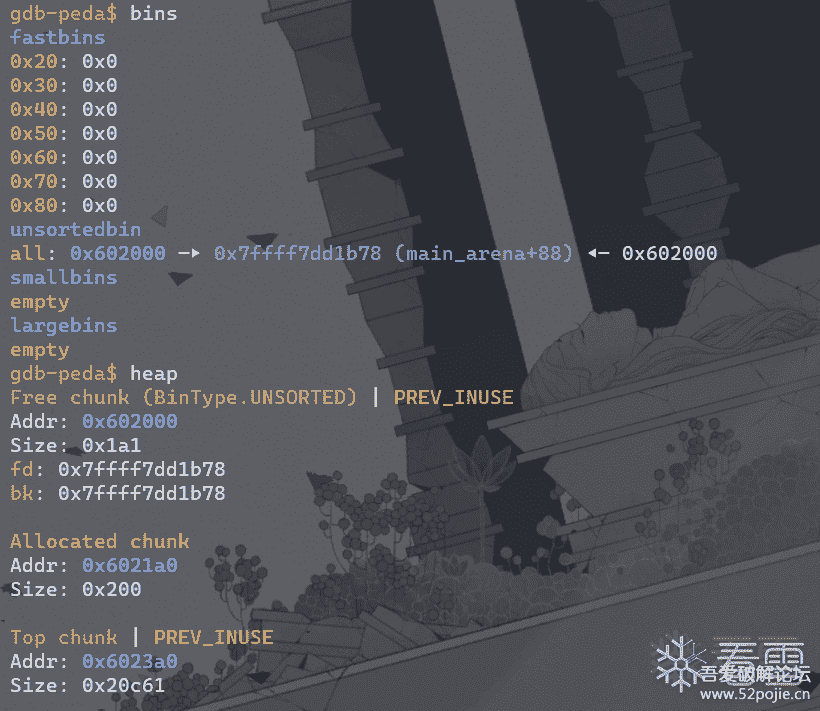 gdb-peda$ bins
fastbins
0x20: 0x0
0x30: 0x0
0x40: 0x0
0x50: 0x0
0x60: 0x0
0x70: 0x0
0x80: 0x0
unsortedbin
all: 0x602000 —▸ 0x7ffff7dd1b78 (main_arena+88) ◂— 0x602000
smallbins
empty
largebins
empty
gdb-peda$ heap
Free chunk (BinType.UNSORTED) | PREV_INUSE
Addr: 0x602000
Size: 0x1a1
fd: 0x7ffff7dd1b78
bk: 0x7ffff7dd1b78
Allocated chunk
Addr: 0x6021a0
Size: 0x200
Top chunk | PREV_INUSE
Addr: 0x6023a0
Size: 0x20c61
看雪
吾爱破解论坛
www.52pojie.cn